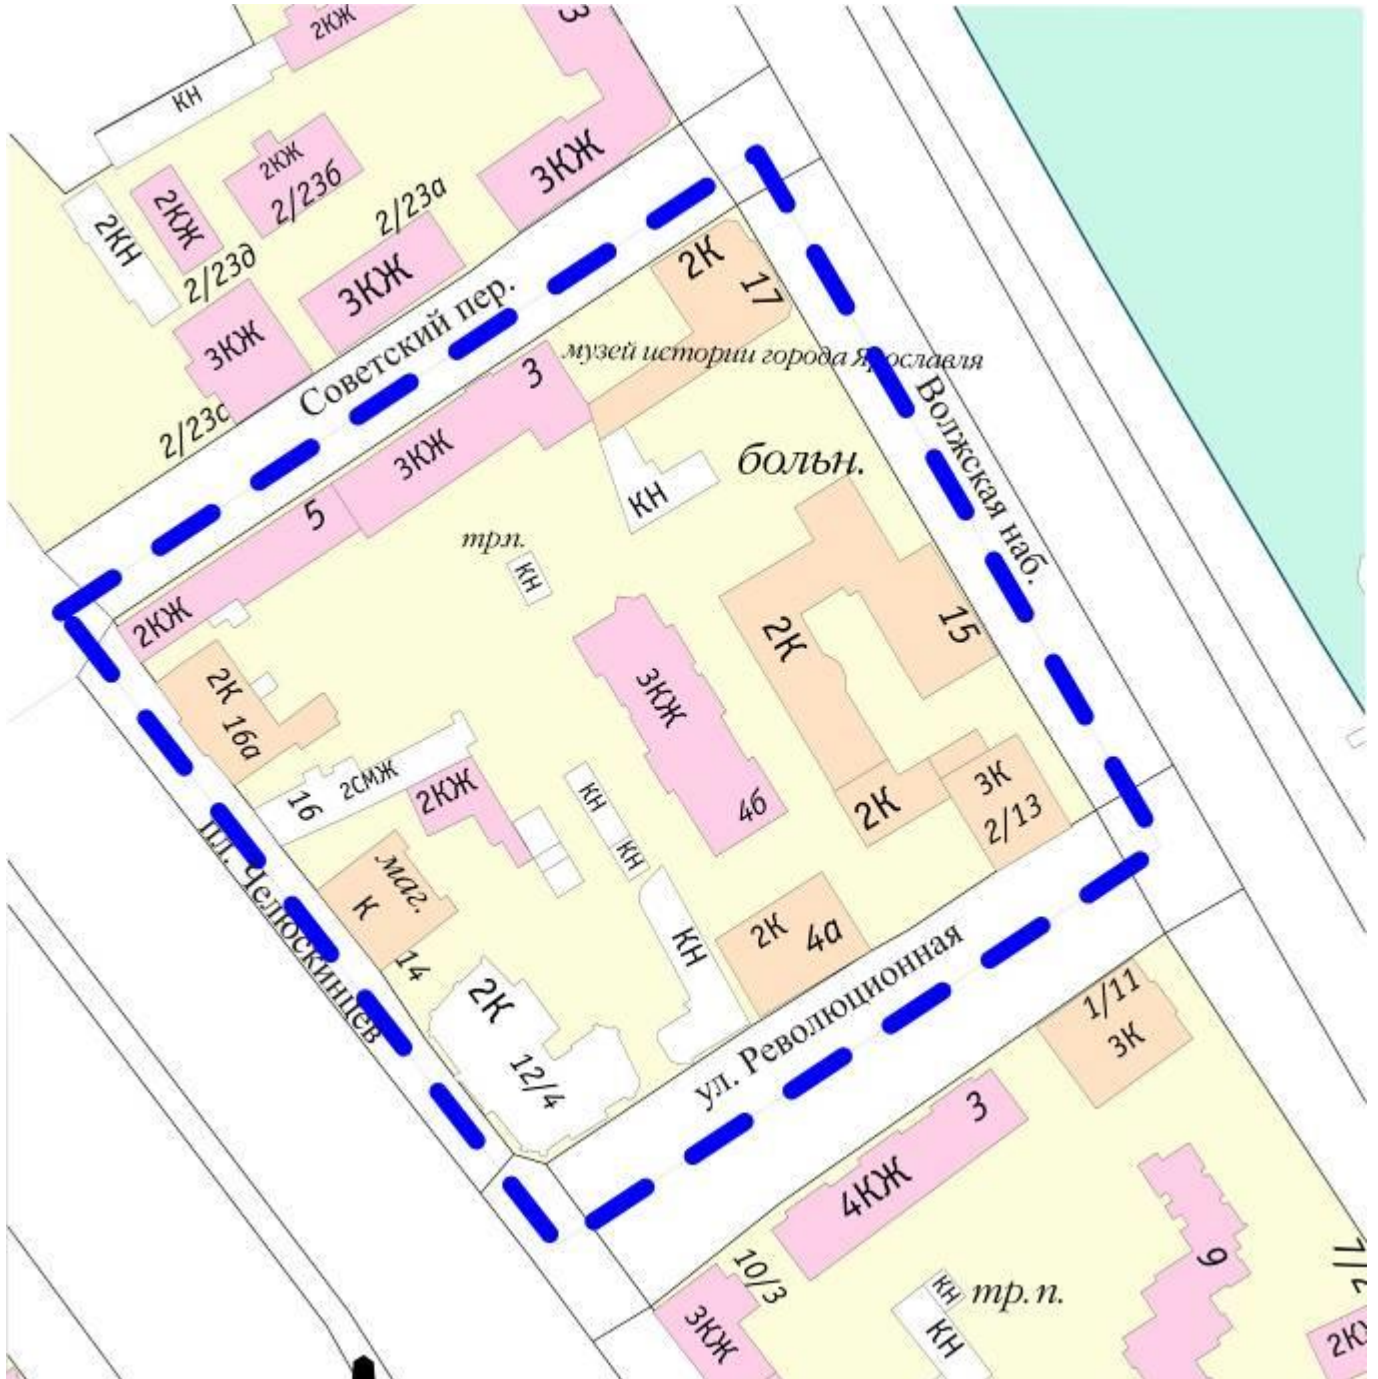 2КЖ
3
КН
2КЖ
2/23б
3КЖ
2КЖ
2/23а
2КН
2/23д
3КЖ
3КЖ
2/23с
Советский пер.
2К
17
музей истории города Ярославля
3
3КЖ
Волжская наб.
больн.
КН
5
тр.п.
КН
2КЖ
2К
15
2К
16а
3КЖ
4б
2СМЖ
16
2КЖ
КН
КН
2К
3К
2/13
пл. Челюскинцев
маг.
К
14
2К
4а
КН
2К
12/4
ул. Революционная
1/11
3К
3
4КЖ
10/3
3КЖ
КН
КН
тр.п.
9